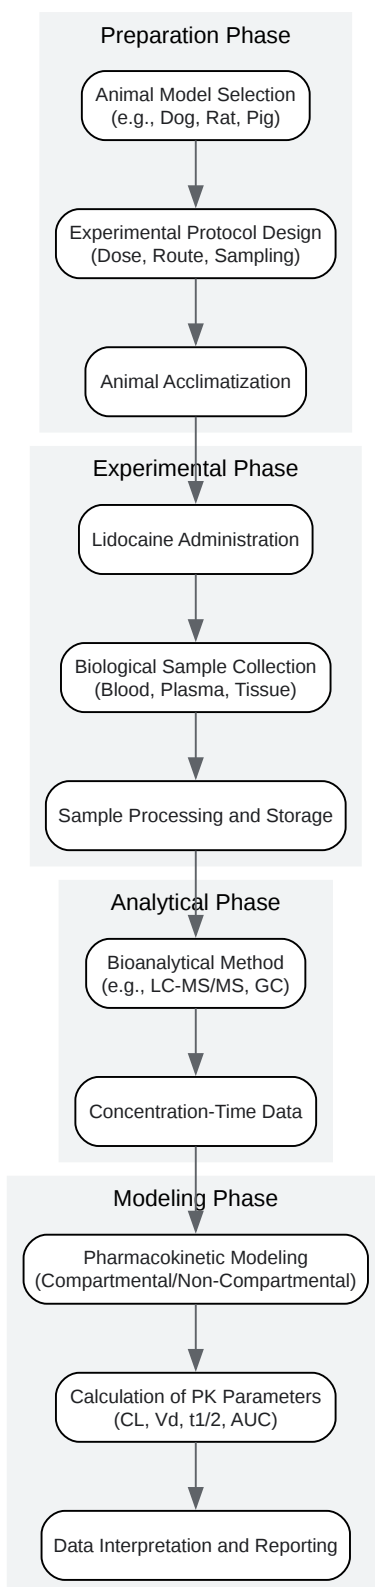 Preparation Phase
Animal Model Selection
(e.g., Dog, Rat, Pig)
Experimental Protocol Design
(Dose, Route, Sampling)
Animal Acclimatization
Experimental Phase
Lidocaine Administration
Biological Sample Collection
(Blood, Plasma, Tissue)
Sample Processing and Storage
Analytical Phase
Bioanalytical Method
(e.g., LC-MS/MS, GC)
Concentration-Time Data
Modeling Phase
Pharmacokinetic Modeling
(Compartmental/Non-Compartmental)
Calculation of PK Parameters
(CL, Vd, t1/2, AUC)
Data Interpretation and Reporting